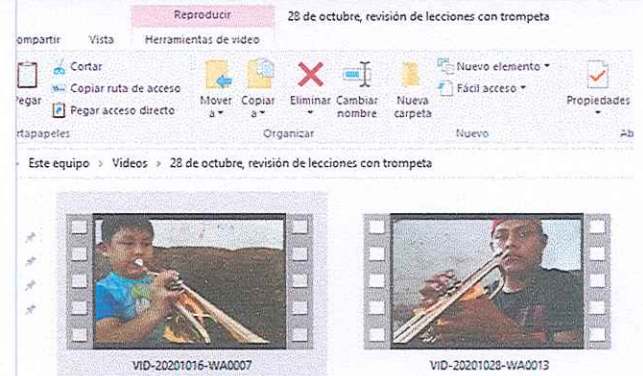 Reproducir 28 de octubre, revisión de lecciones con trompeta
ompartir Vista Herramientas de video
Cortar
Copiar ruta de acceso
Pegar acceso directo
egar
Mover a
Copiar a
Eliminar
Cambiar nombre
Nueva carpeta
Nuevo elemento
Fácil acceso
Propiedades
rtapapeles Organizar Nuevo Ab
Este equipo > Videos > 28 de octubre, revisión de lecciones con trompeta
VID-20201016-WA0007 VID-20201028-WA0013